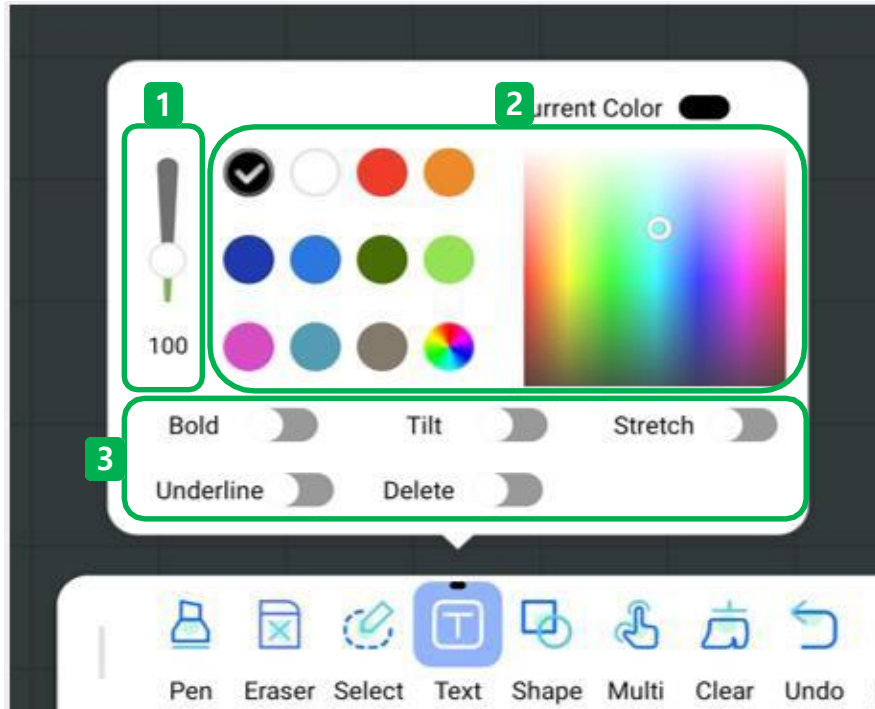 1
2
urrent Color
100
Bold Tilt Stretch
3
Underline Delete
T
Pen Eraser Select Text Shape Multi Clear Undo